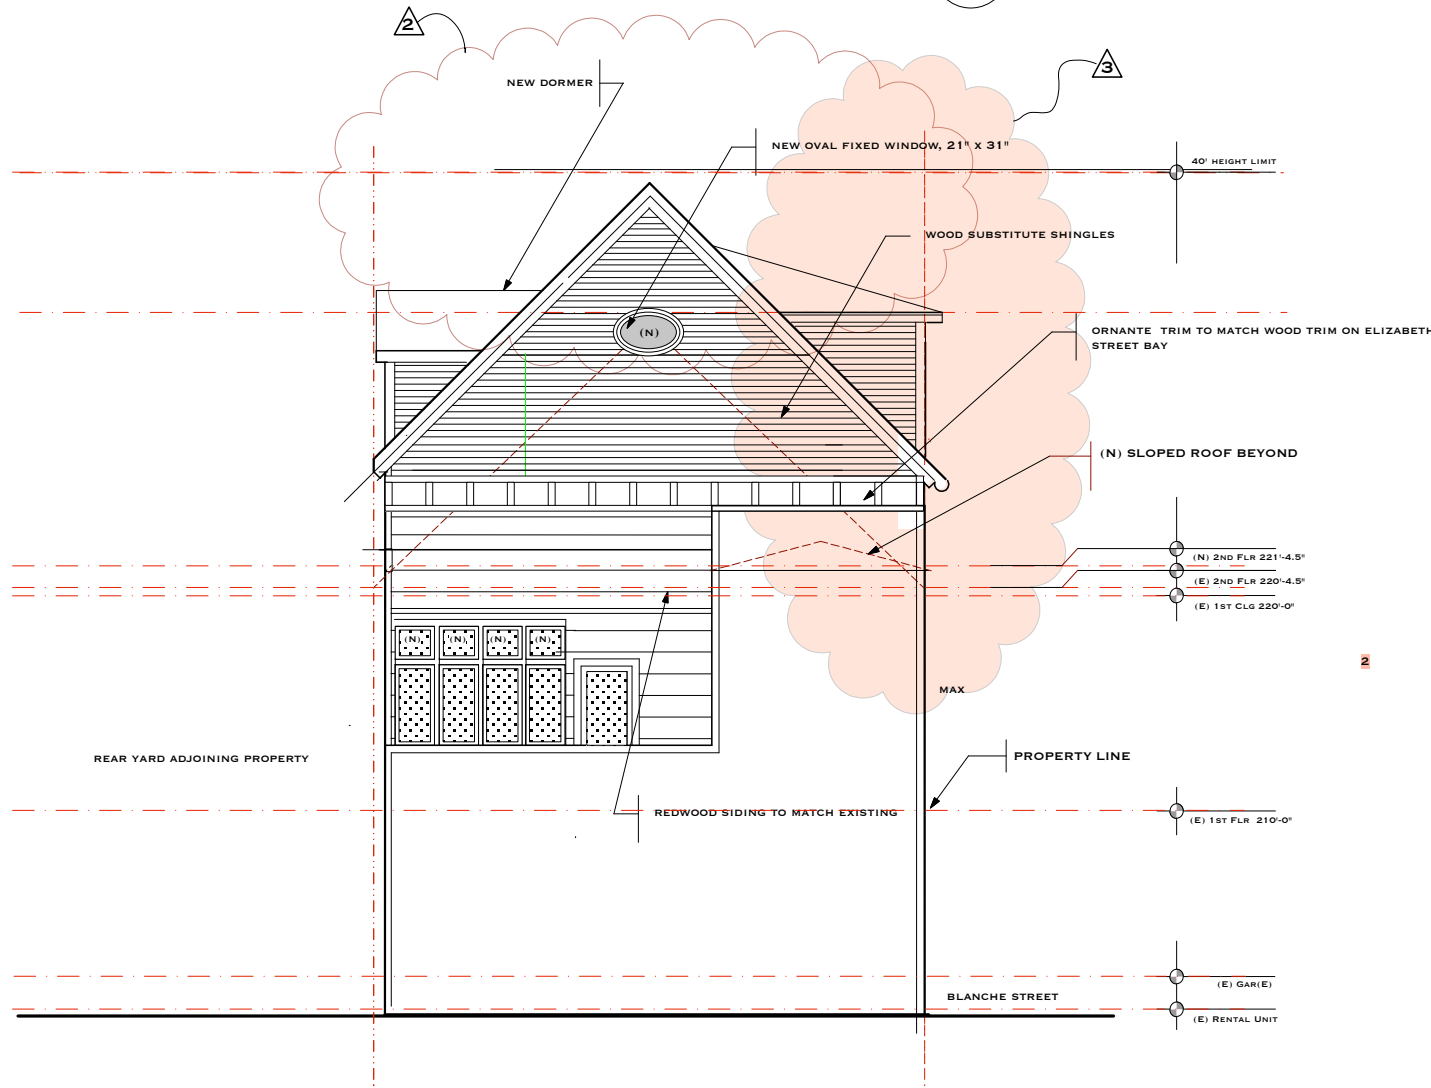 2
3
NEW DORMER
NEW OVAL FIXED WINDOW, 21" X 31"
40' HEIGHT LIMIT
WOOD SUBSTITUTE SHINGLES
(N)
ORNANTE TRIM TO MATCH WOOD TRIM ON ELIZABETH
STREET BAY
(N) SLOPED ROOF BEYOND
(N) 2ND FLR 221'-4.5"
(E) 2ND FLR 220'-4.5"
(E) 1ST CLG 220'-0"
(N) (N) (N) (N)
2
MAX
REAR YARD ADJOINING PROPERTY
PROPERTY LINE
REDWOOD SIDING TO MATCH EXISTING
(E) 1ST FLR 210'-0"
(E) GAR(E)
BLANCHE STREET
(E) RENTAL UNIT